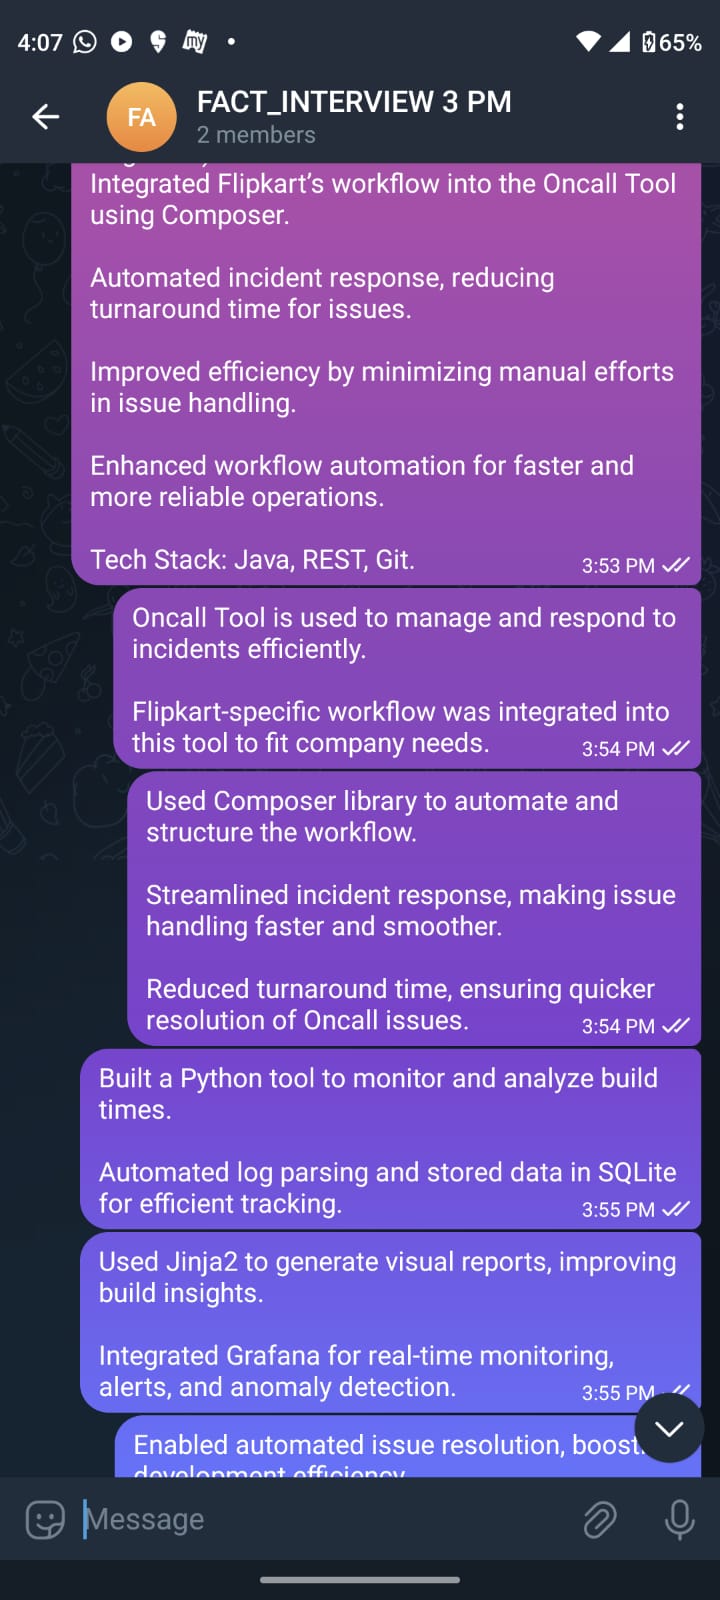 4:07
my
65%
FA
FACT_INTERVIEW 3 PM
2 members
Integrated Flipkart’s workflow into the Oncall Tool
using Composer.
Automated incident response, reducing
turnaround time for issues.
Improved efficiency by minimizing manual efforts
in issue handling.
Enhanced workflow automation for faster and
more reliable operations.
Tech Stack: Java, REST, Git.
3:53 PM
Oncall Tool is used to manage and respond to
incidents efficiently.
Flipkart-specific workflow was integrated into
this tool to fit company needs.
3:54 PM
Used Composer library to automate and
structure the workflow.
Streamlined incident response, making issue
handling faster and smoother.
Reduced turnaround time, ensuring quicker
resolution of Oncall issues.
3:54 PM
Built a Python tool to monitor and analyze build
times.
Automated log parsing and stored data in SQLite
for efficient tracking.
3:55 PM
Used Jinja2 to generate visual reports, improving
build insights.
Integrated Grafana for real-time monitoring,
alerts, and anomaly detection.
3:55 PM
Enabled automated issue resolution,
development efficiency
Message